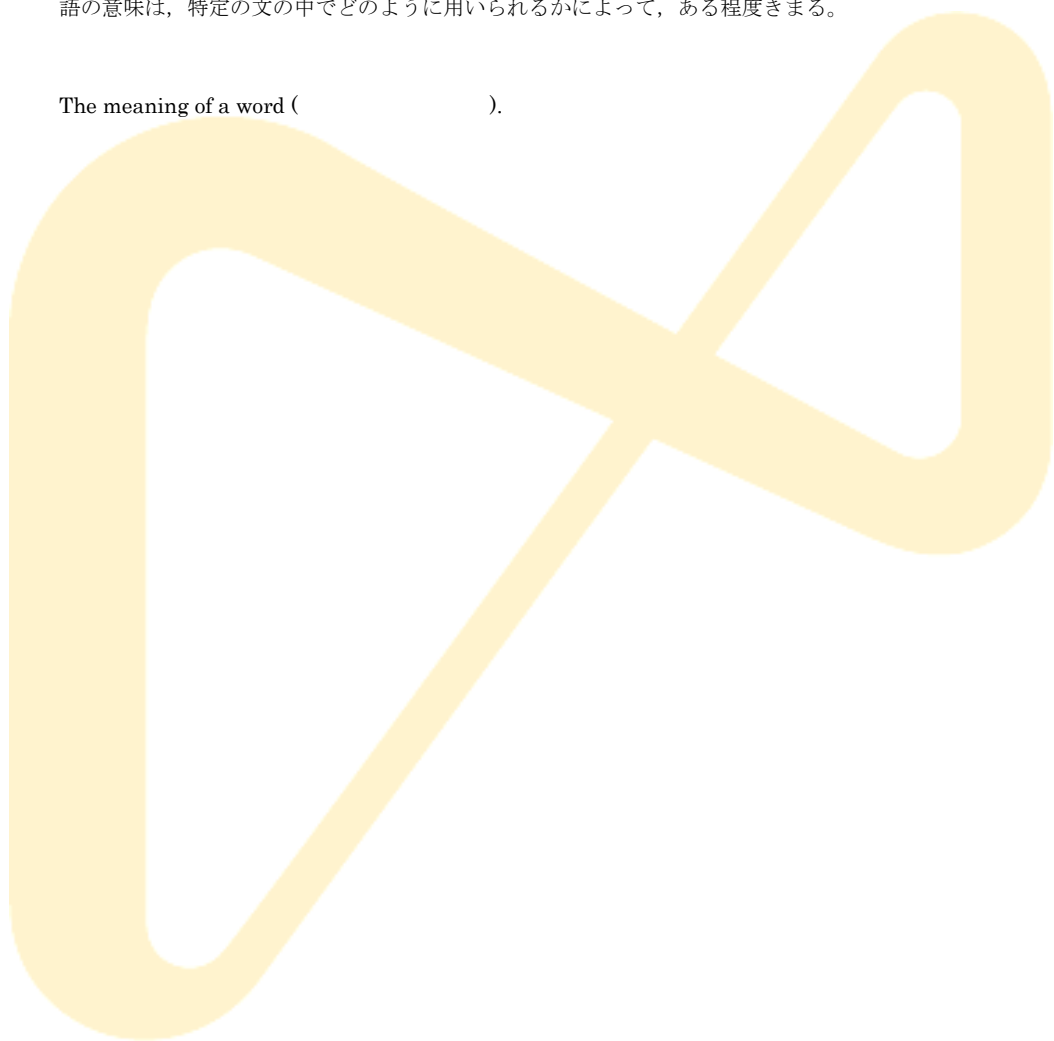 語の意味は，特定の文の中でどのように用いられるかによって，ある程度きまる。
The meaning of a word (                    ).